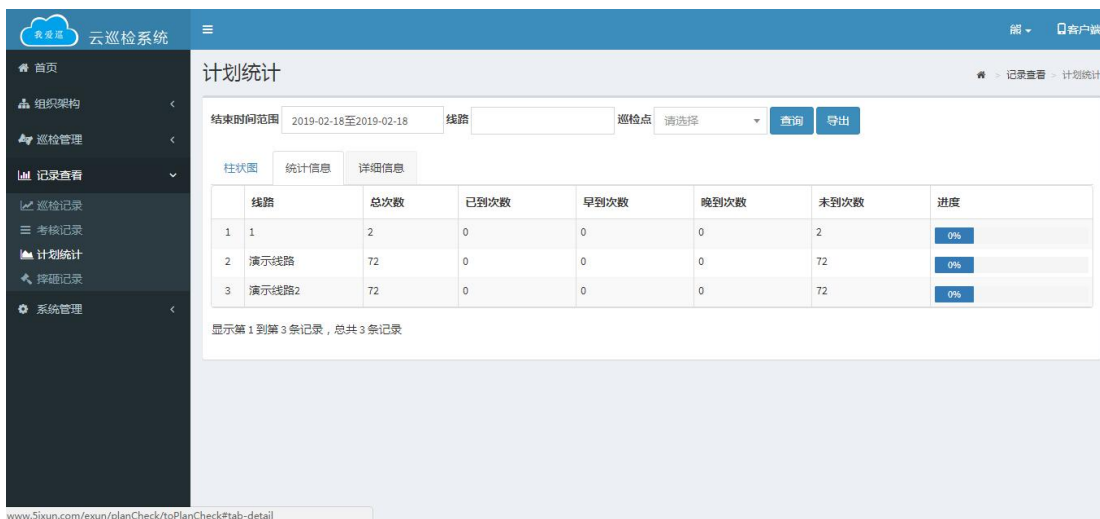 我爱巡 云巡检系统
客户端
首页
组织架构
巡检管理
记录查看
巡检记录
考核记录
计划统计
摔砸记录
系统管理
计划统计
记录查看 > 计划统计
结束时间范围 2019-02-18至2019-02-18 线路 巡检点 请选择 查询 导出
柱状图 统计信息 详细信息
线路 总次数 已到次数 早到次数 晚到次数 未到次数 进度
1 1 2 0 0 0 2 0%
2 演示线路 72 0 0 0 72 0%
3 演示线路2 72 0 0 0 72 0%
显示第 1 到第 3 条记录，总共 3 条记录
www.5ixun.com/exun/planCheck/toPlanCheck#tab-detail